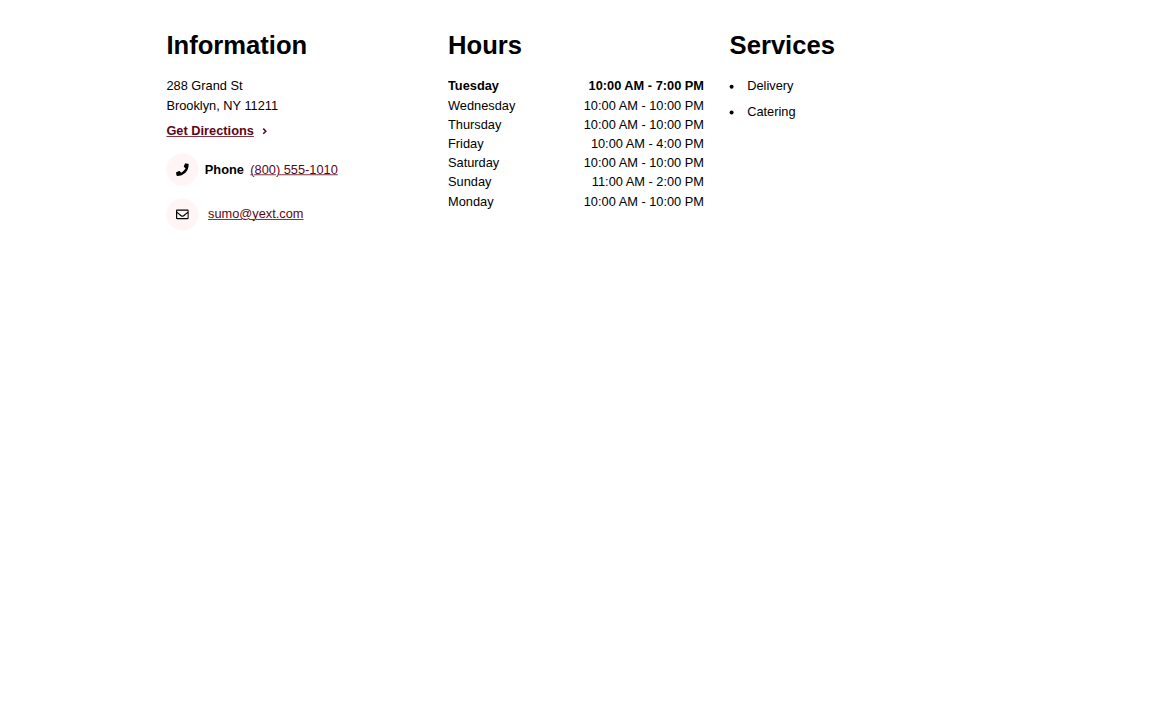 Information
288 Grand St
Brooklyn, NY 11211
Get Directions
Phone (800) 555-1010
sumo@yext.com
Hours
Tuesday 10:00 AM - 7:00 PM
Wednesday 10:00 AM - 10:00 PM
Thursday 10:00 AM - 10:00 PM
Friday 10:00 AM - 4:00 PM
Saturday 10:00 AM - 10:00 PM
Sunday 11:00 AM - 2:00 PM
Monday 10:00 AM - 10:00 PM
Services
Delivery
Catering